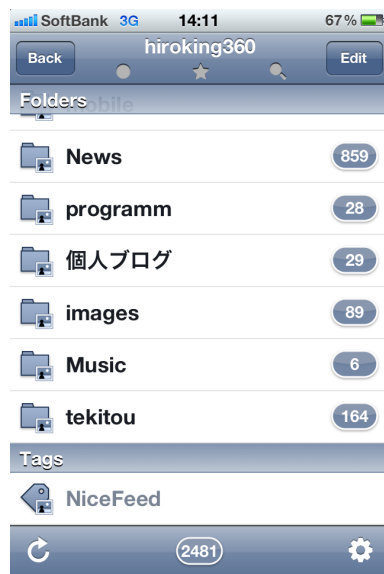 SoftBank 3G 14:11 67%
Back hiroking360 Edit
Folders
mobile
News 859
programm 28
個人ブログ 29
images 89
Music 6
tekitou 164
Tags
NiceFeed
2481